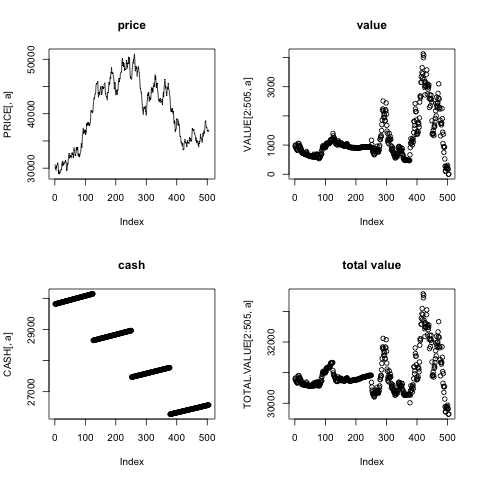 price
value
PRICE[, a]
30000 40000 50000
0 100 200 300 400 500
Index
VALUE[2:505, a]
0 1000 3000
0 100 200 300 400 500
Index
cash
total value
CASH[, a]
27000 29000
0 100 200 300 400 500
Index
TOTAL.VALUE[2:505, a]
30000 32000
0 100 200 300 400 500
Index